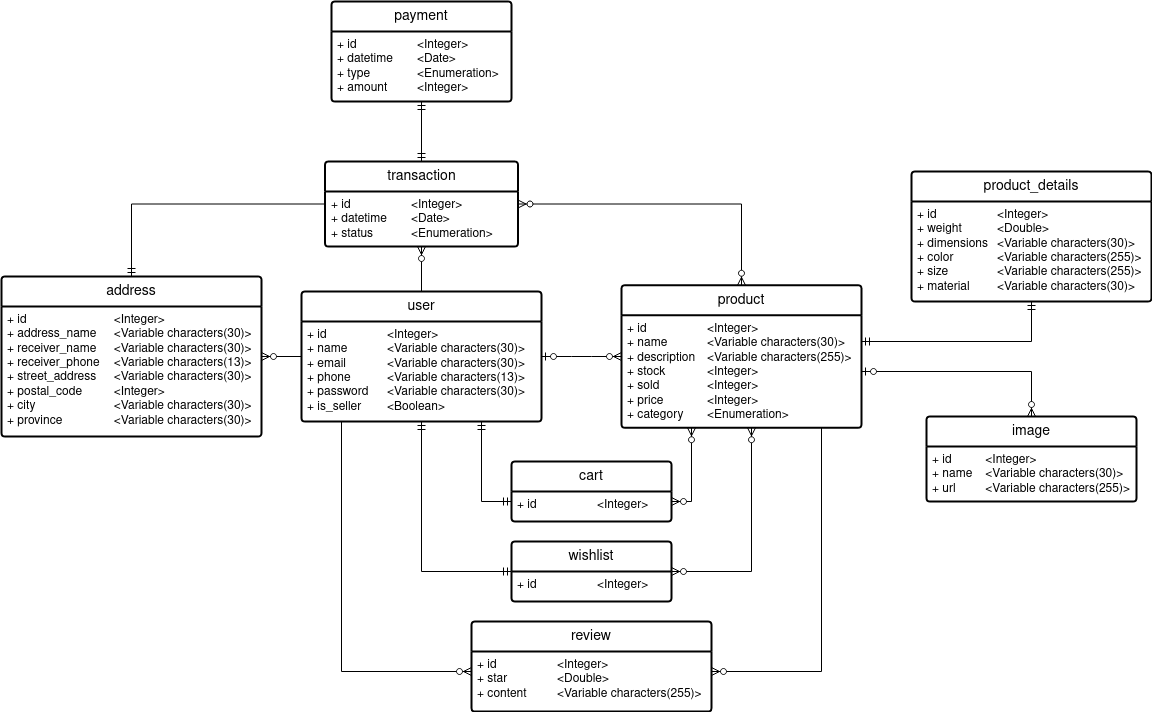 payment
+ id <Integer>
+ datetime <Date>
+ type <Enumeration>
+ amount <Integer>
transaction
+ id <Integer>
+ datetime <Date>
+ status <Enumeration>
product_details
+ id <Integer>
+ weight <Double>
+ dimensions <Variable characters(30)>
+ color <Variable characters(255)>
+ size <Variable characters(255)>
+ material <Variable characters(30)>
address
+ id <Integer>
+ address_name <Variable characters(30)>
+ receiver_name <Variable characters(30)>
+ receiver_phone <Variable characters(13)>
+ street_address <Variable characters(30)>
+ postal_code <Integer>
+ city <Variable characters(30)>
+ province <Variable characters(30)>
user
+ id <Integer>
+ name <Variable characters(30)>
+ email <Variable characters(30)>
+ phone <Variable characters(13)>
+ password <Variable characters(30)>
+ is_seller <Boolean>
product
+ id <Integer>
+ name <Variable characters(30)>
+ description <Variable characters(255)>
+ stock <Integer>
+ sold <Integer>
+ price <Integer>
+ category <Enumeration>
image
+ id <Integer>
+ name <Variable characters(30)>
+ url <Variable characters(255)>
cart
+ id <Integer>
wishlist
+ id <Integer>
review
+ id <Integer>
+ star <Double>
+ content <Variable characters(255)>